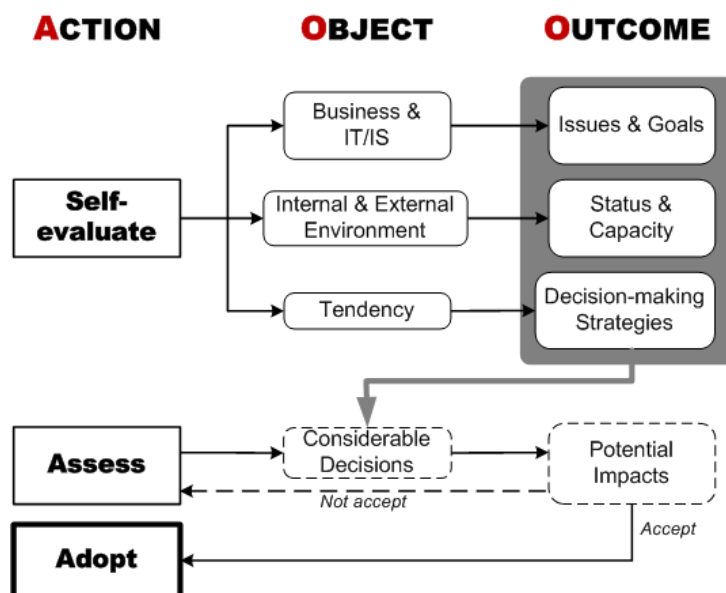 ACTION
OBJECT
OUTCOME
Business &
IT/IS
Issues & Goals
Self-
evaluate
Internal & External
Environment
Status &
Capacity
Tendency
Decision-making
Strategies
Assess
Considerable
Decisions
Potential
Impacts
Not accept
Accept
Adopt